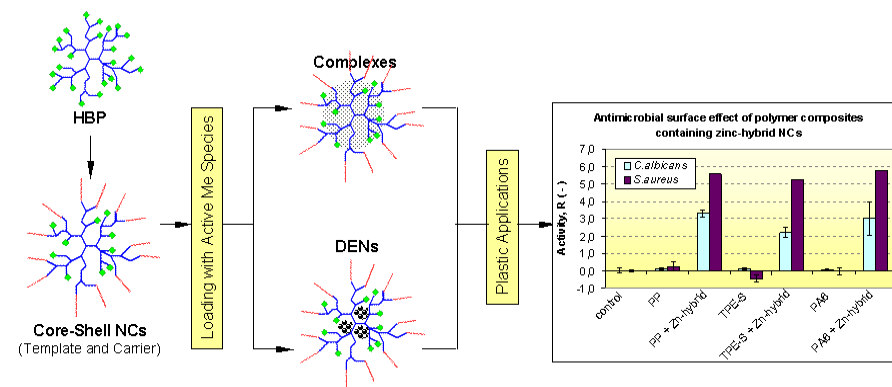 HBP
Core-Shell NCs
(Template and Carrier)
Loading with Active Me Species
Complexes
DENs
Plastic Applications
Antimicrobial surface effect of polymer composites
containing zinc-hybrid NCs
Activity, R ( - )
7,0
6,0
5,0
4,0
3,0
2,0
1,0
0,0
-1,0
C.albicans
S.aureus
control
PP
PP + Zn-hybrid
TPE-S
TPE-S + Zn-hybrid
PA6
PA6 + Zn-hybrid